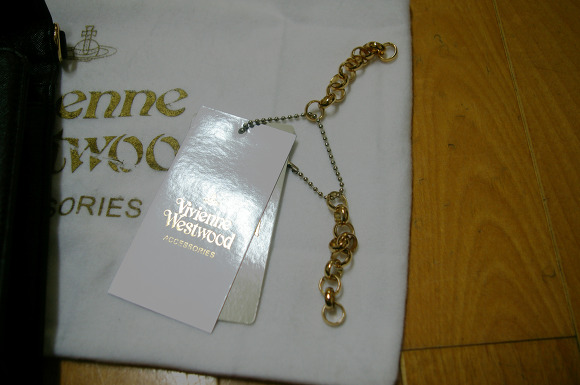 ienne
twoo
SORIES
Vivienne
Westwood
ACCESSORIES